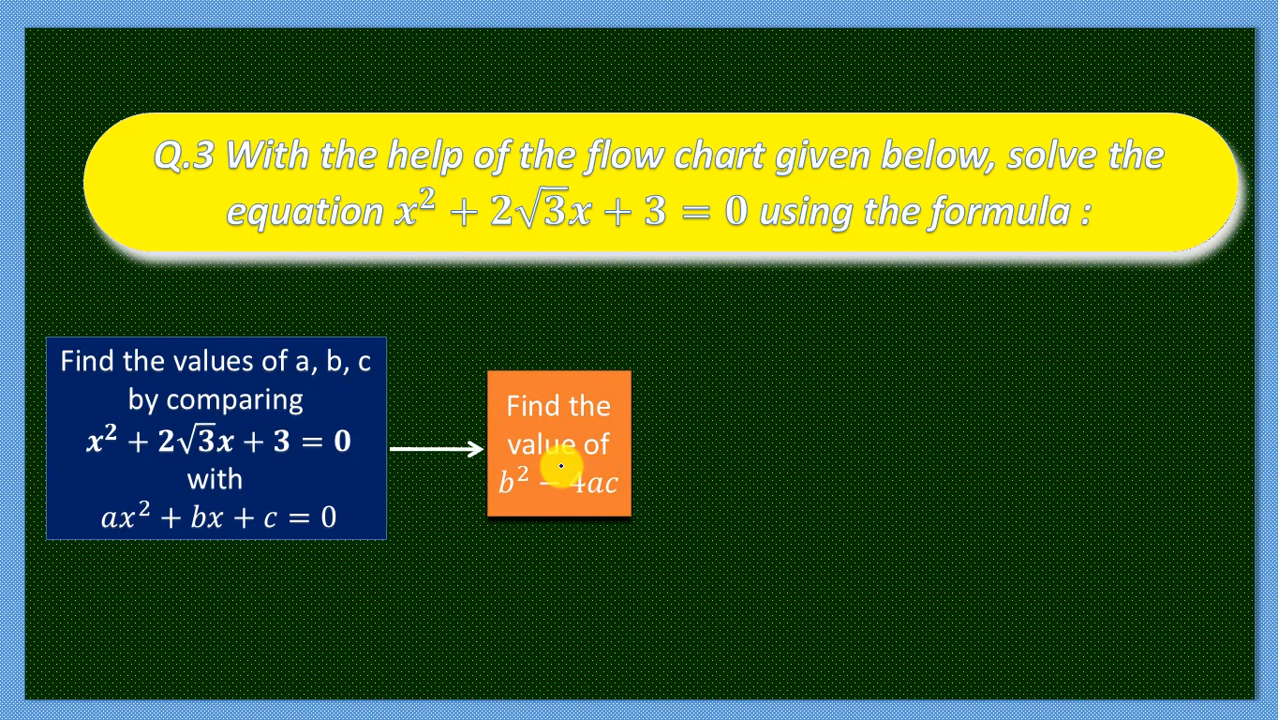 Q.3 With the help of the flow chart given below, solve the
equation x² + 2√3x + 3 = 0 using the formula :
Find the values of a, b, c
by comparing
x² + 2√3x + 3 = 0
with
ax² + bx + c = 0
Find the
value of
b² − 4ac